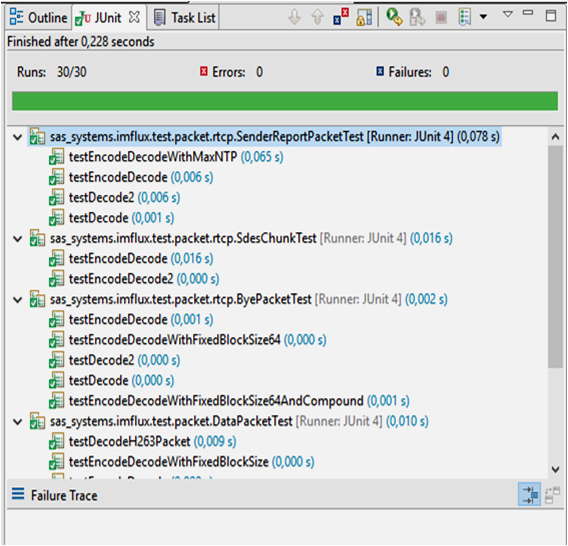 Outline JUnit Task List
Finished after 0,228 seconds
Runs: 30/30 Errors: 0 Failures: 0
sas_systems.imflux.test.packet.rtcp.SenderReportPacketTest [Runner: JUnit 4] (0,078 s)
testEncodeDecodeWithMaxNTP (0,065 s)
testEncodeDecode (0,006 s)
testDecode2 (0,006 s)
testDecode (0,001 s)
sas_systems.imflux.test.packet.rtcp.SdesChunkTest [Runner: JUnit 4] (0,016 s)
testEncodeDecode (0,016 s)
testEncodeDecode2 (0,000 s)
sas_systems.imflux.test.packet.rtcp.ByePacketTest [Runner: JUnit 4] (0,002 s)
testEncodeDecode (0,001 s)
testEncodeDecodeWithFixedBlockSize64 (0,000 s)
testDecode2 (0,000 s)
testDecode (0,000 s)
testEncodeDecodeWithFixedBlockSize64AndCompound (0,001 s)
sas_systems.imflux.test.packet.DataPacketTest [Runner: JUnit 4] (0,010 s)
testDecodeH263Packet (0,009 s)
testEncodeDecodeWithFixedBlockSize (0,000 s)
Failure Trace